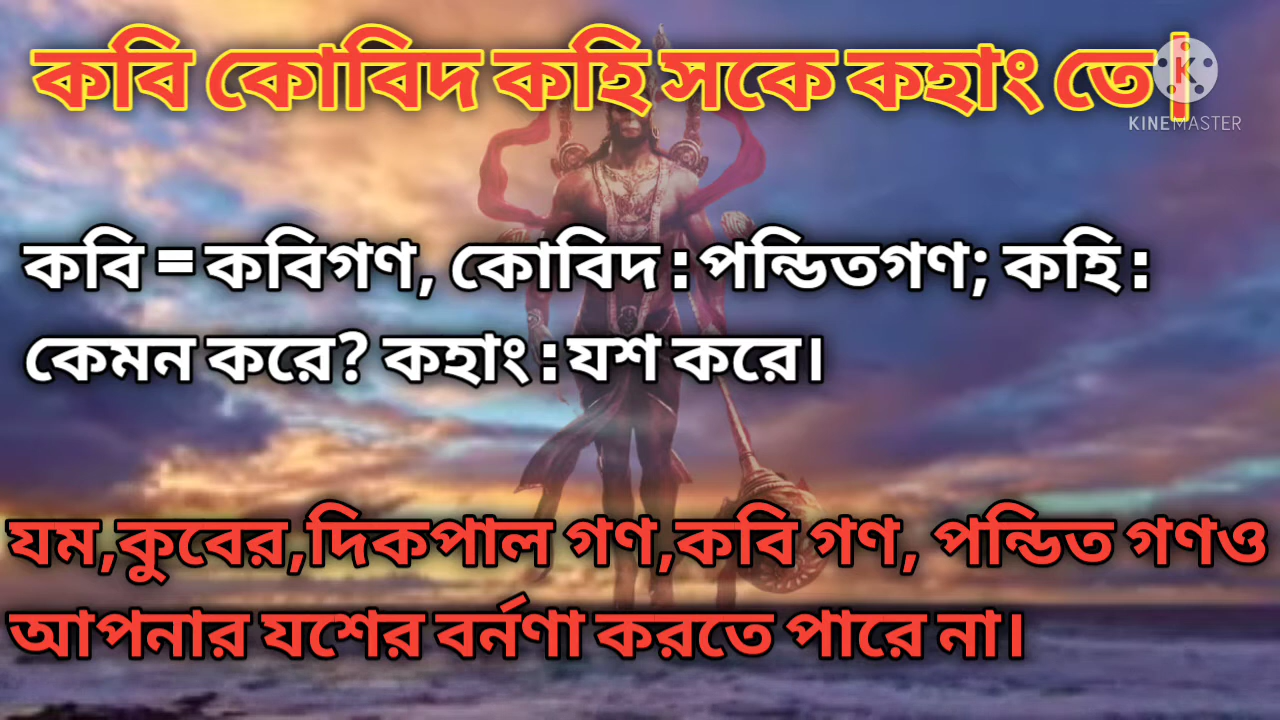 কবি কোবিদ কহি সকে কহাং তে|
KINEMASTER
কবি = কবিগণ, কোবিদ : পন্ডিতগণ; কহি :
কেমন করে? কহাং : যশ করে।
যম,কুবের,দিকপাল গণ,কবি গণ, পন্ডিত গণও
আপনার যশের বর্নণা করতে পারে না।